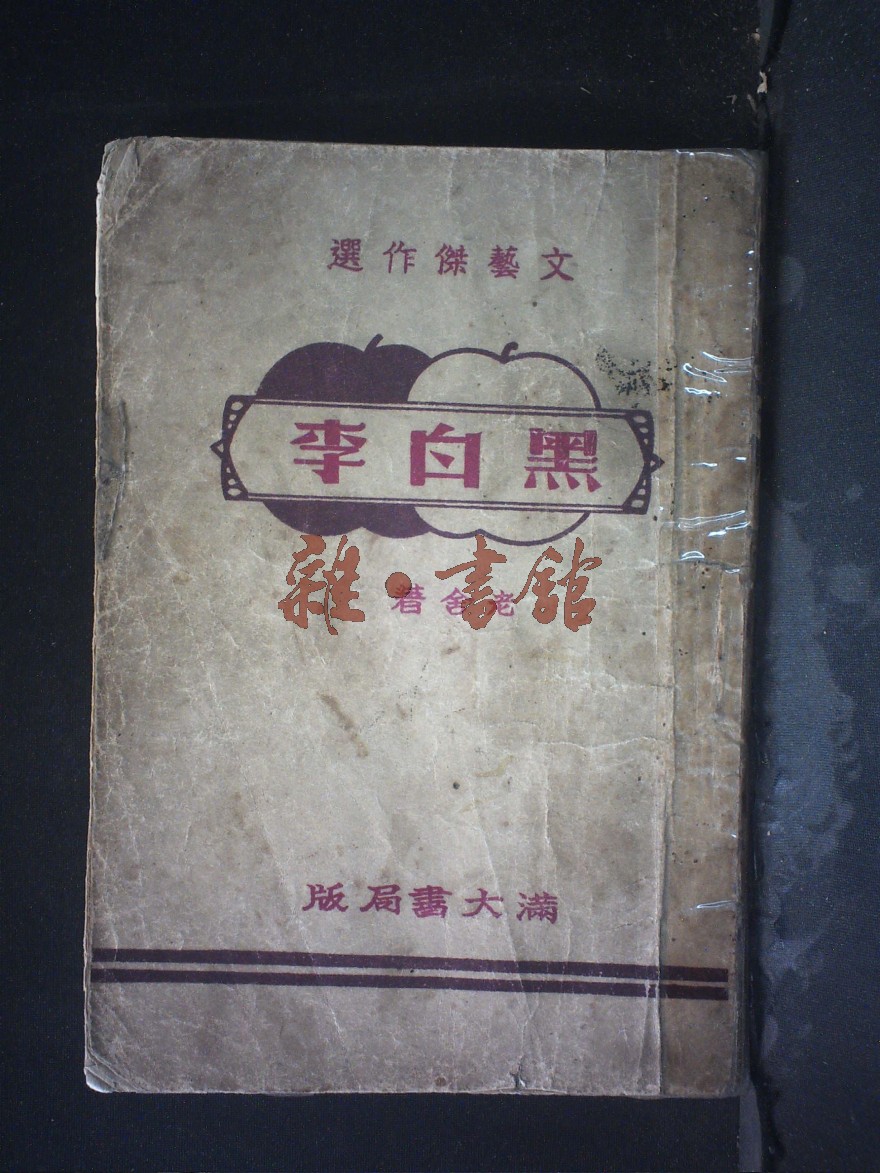 文藝傑作選
黑白李
老舍著
雜·書館
滿大書局版